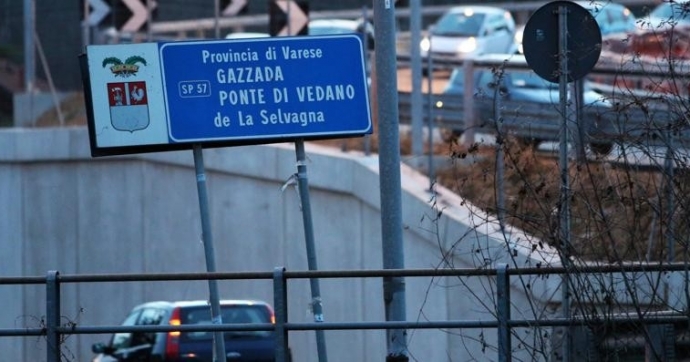 Provincia di Varese
GAZZADA
SP 57
PONTE DI VEDANO
de La Selvagna